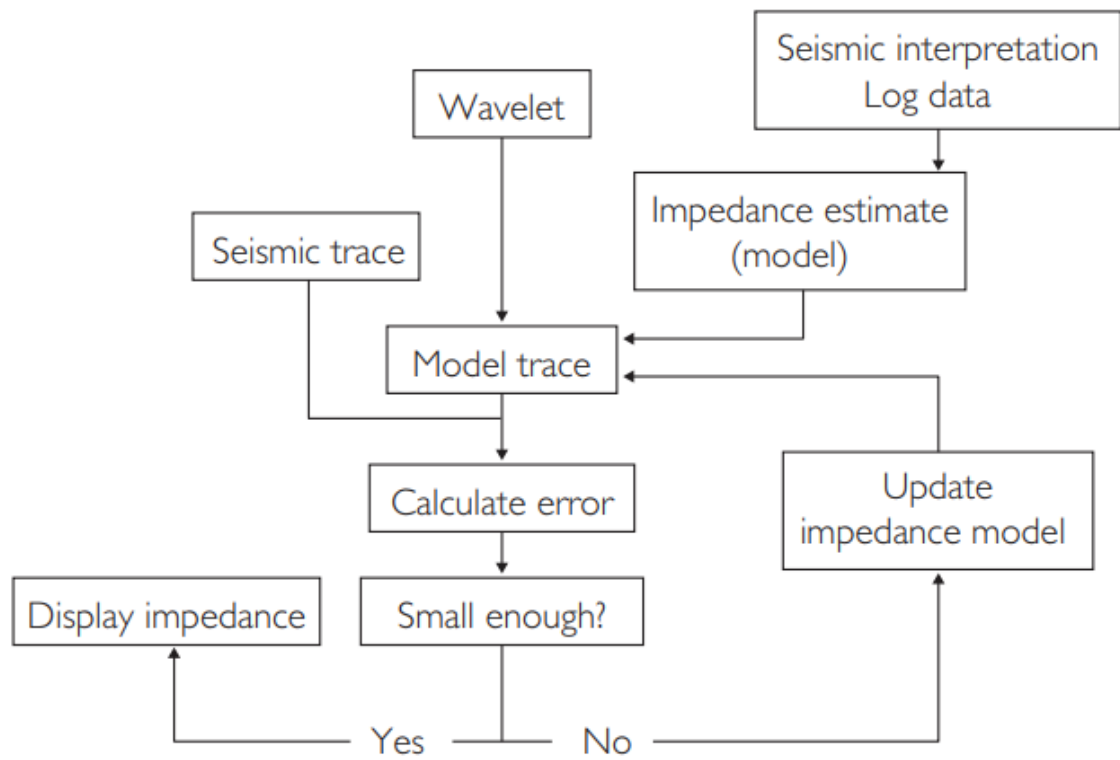 Seismic interpretation
Log data
Wavelet
Impedance estimate
(model)
Seismic trace
Model trace
Calculate error
Update
impedance model
Display impedance
Small enough?
Yes
No